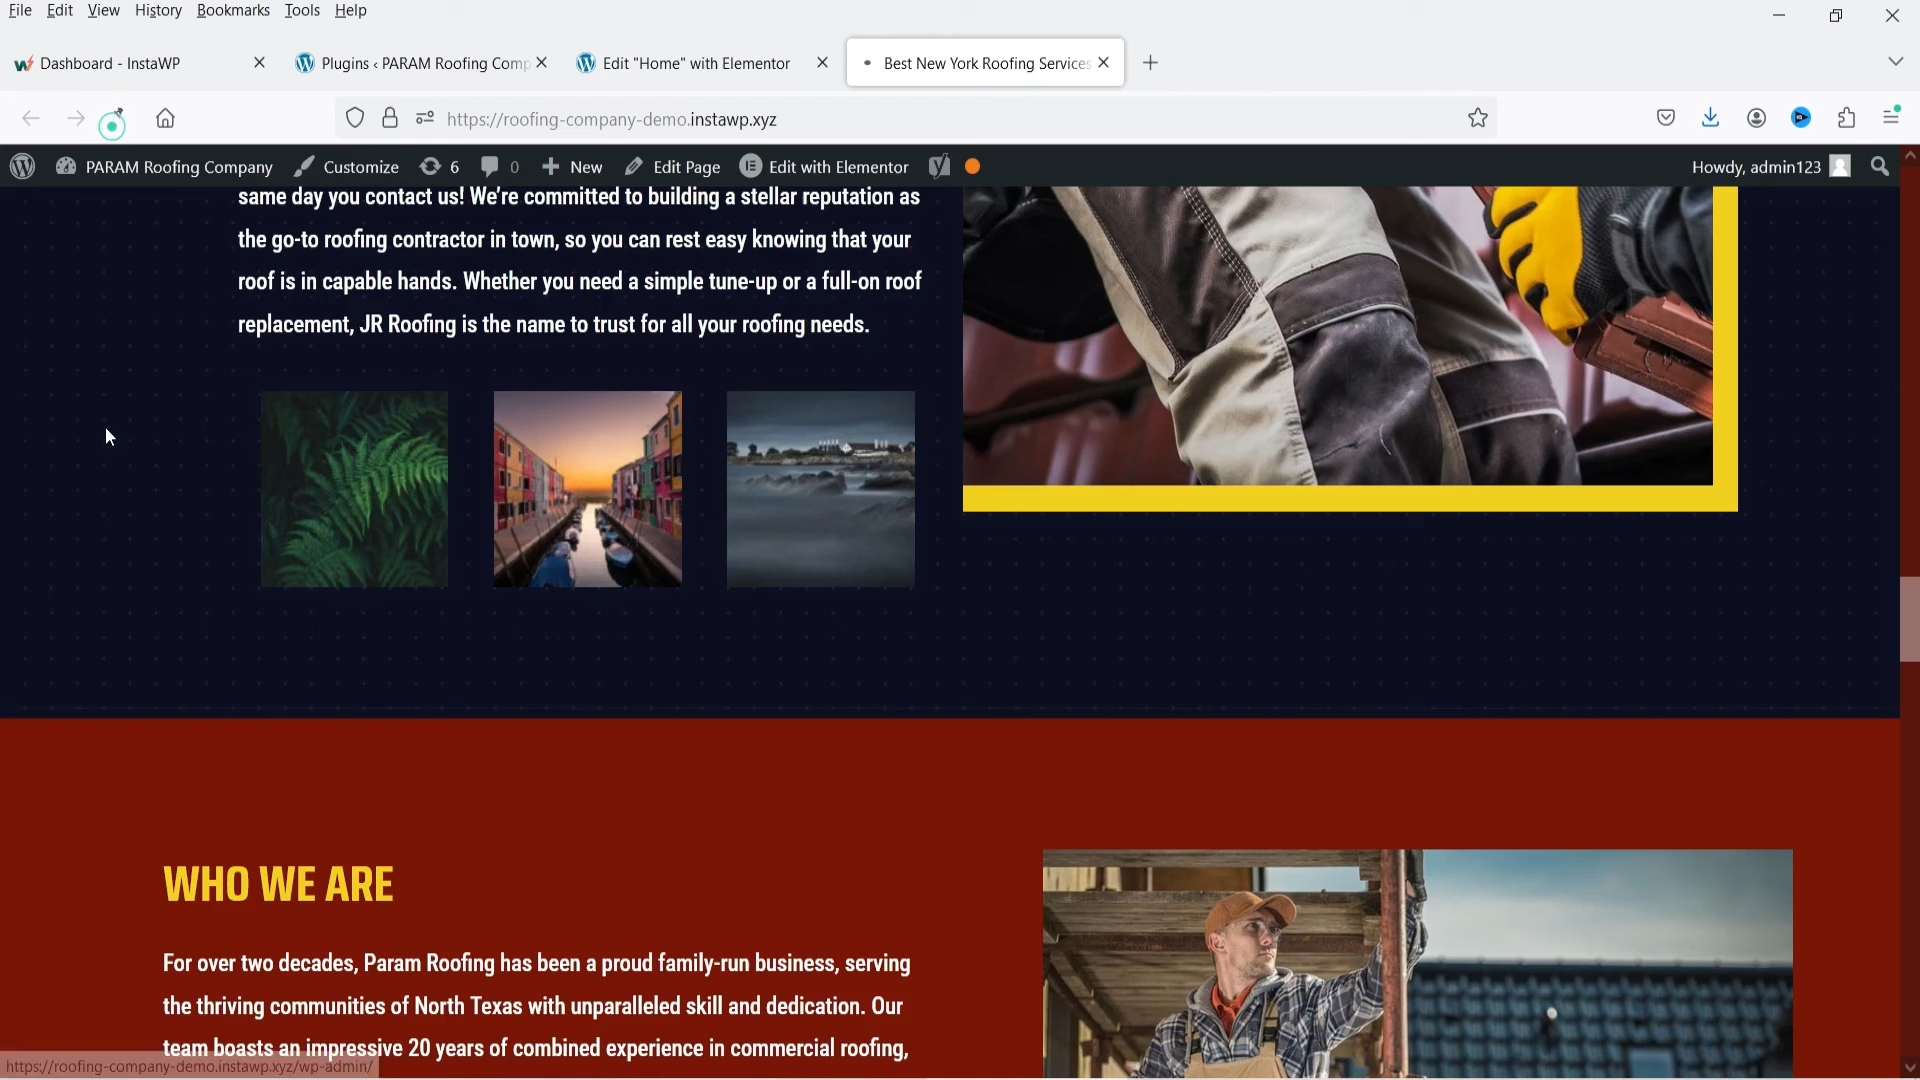 File Edit View History Bookmarks Tools Help
Dashboard - InstaWP
Plugins ‹ PARAM Roofing Comp
Edit "Home" with Elementor
Best New York Roofing Services
https://roofing-company-demo.instawp.xyz
PARAM Roofing Company Customize 6 0 New Edit Page Edit with Elementor Howdy, admin123
same day you contact us! We're committed to building a stellar reputation as
the go-to roofing contractor in town, so you can rest easy knowing that your
roof is in capable hands. Whether you need a simple tune-up or a full-on roof
replacement, JR Roofing is the name to trust for all your roofing needs.
WHO WE ARE
For over two decades, Param Roofing has been a proud family-run business, serving
the thriving communities of North Texas with unparalleled skill and dedication. Our
team boasts an impressive 20 years of combined experience in commercial roofing,
https://roofing-company-demo.instawp.xyz/wp-admin/